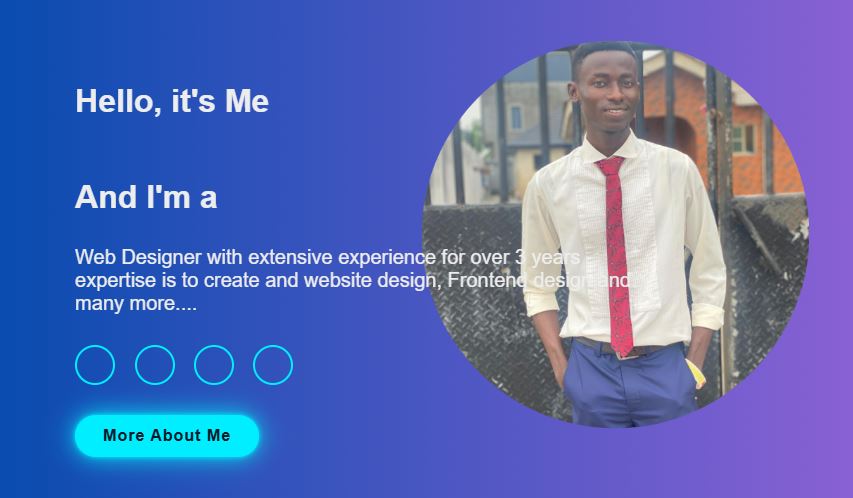 Hello, it's Me
And I'm a
Web Designer with extensive experience for over 3 years .
expertise is to create and website design, Frontend design and
many more....
More About Me